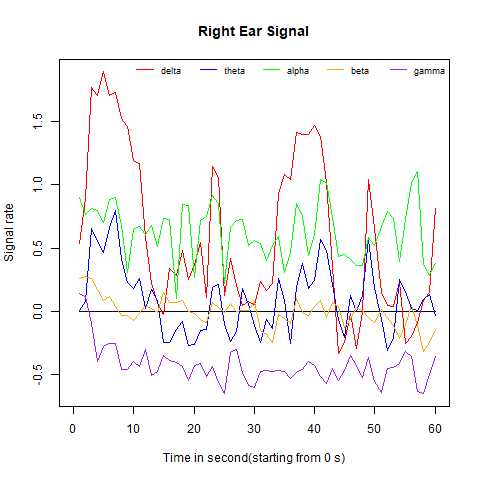 Right Ear Signal
delta theta alpha beta gamma
Signal rate
1.5
1.0
0.5
0.0
-0.5
0 10 20 30 40 50 60
Time in second(starting from 0 s)